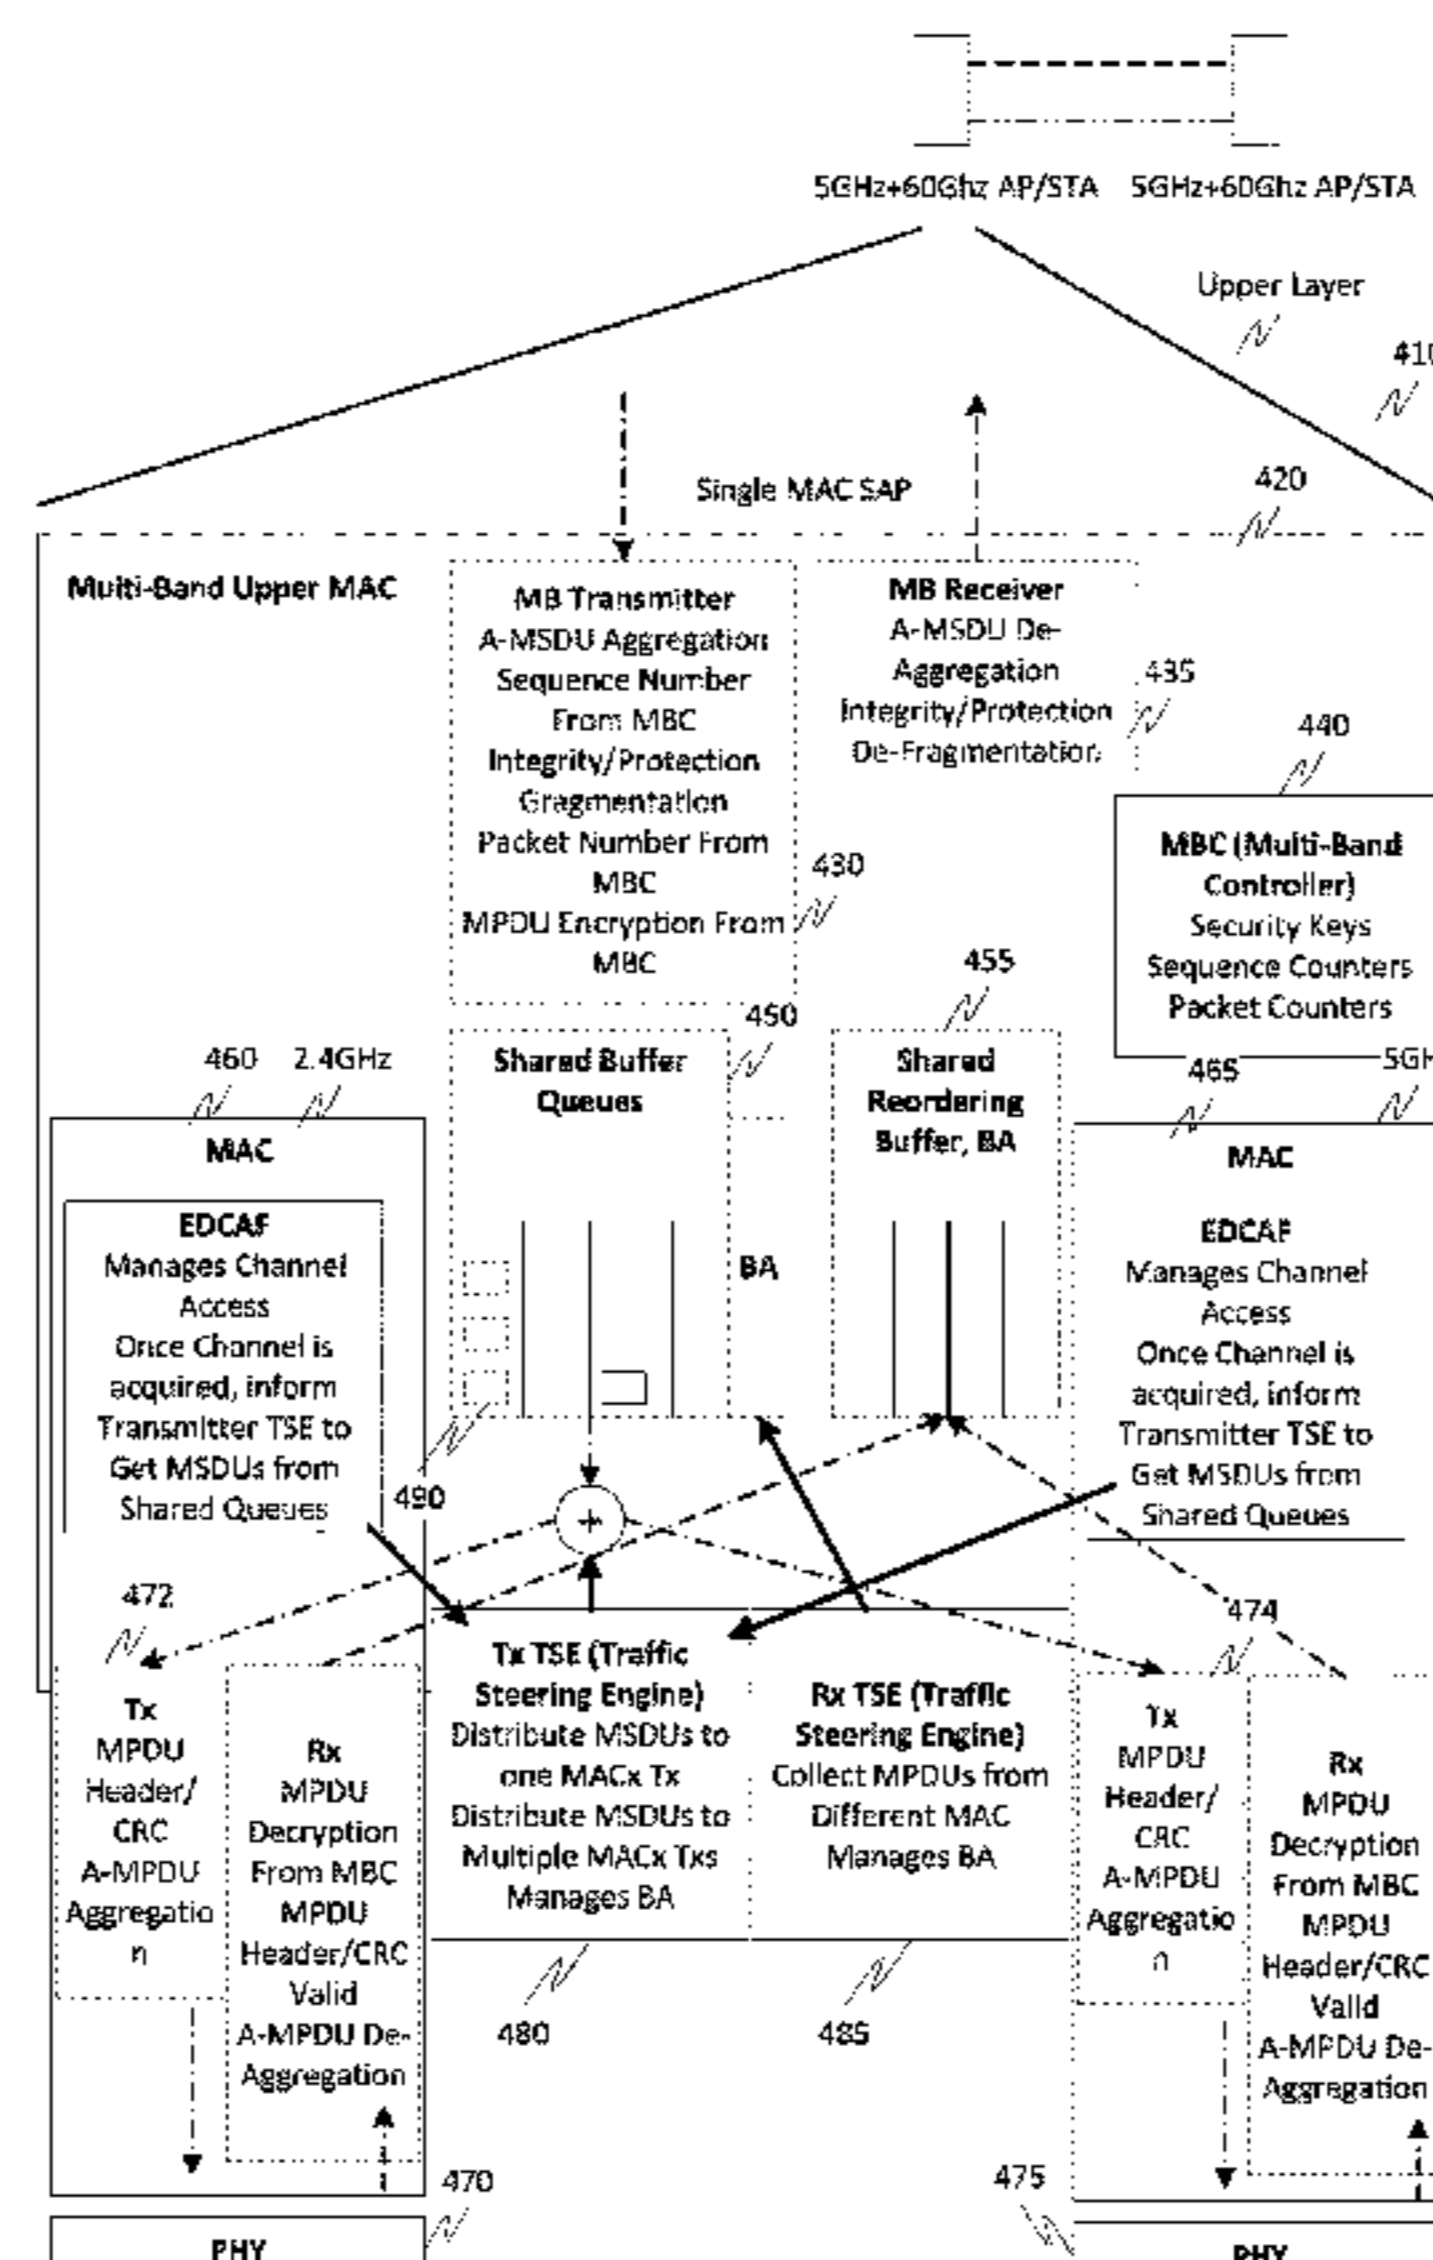 5GHz+60Ghz AP/STA 5GHz+60Ghz AP/STA
Upper Layer
410
Single MAC SAP
420
Multi-Band Upper MAC
MB Transmitter
A-MSDU Aggregation
Sequence Number
From MBC
Integrity/Protection
Gragmentation
Packet Number From
MBC
MPDU Encryption From
MBC
430
MB Receiver
A-MSDU De-
Aggregation
Integrity/Protection
De-Fragmentation
435
440
MBC (Multi-Band
Controller)
Security Keys
Sequence Counters
Packet Counters
450
455
Shared Buffer
Queues
BA
Shared
Reordering
Buffer, BA
460 2.4GHz
MAC
EDCAF
Manages Channel
Access
Once Channel is
acquired, inform
Transmitter TSE to
Get MSDUs from
Shared Queues
490
465 5GH
MAC
EDCAF
Manages Channel
Access
Once Channel is
acquired, inform
Transmitter TSE to
Get MSDUs from
Shared Queues
+
472
Tx
MPDU
Header/
CRC
A-MPDU
Aggregatio
n
Rx
MPDU
Decryption
From MBC
MPDU
Header/CRC
Valid
A-MPDU De-
Aggregation
Tx TSE (Traffic
Steering Engine)
Distribute MSDUs to
one MACx Tx
Distribute MSDUs to
Multiple MACx Txs
Manages BA
480
Rx TSE (Traffic
Steering Engine)
Collect MPDUs from
Different MAC
Manages BA
485
474
Tx
MPDU
Header/
CRC
A-MPDU
Aggregatio
n
Rx
MPDU
Decryption
From MBC
MPDU
Header/CRC
Valid
A-MPDU De-
Aggregation
470
PHY
475
PHY